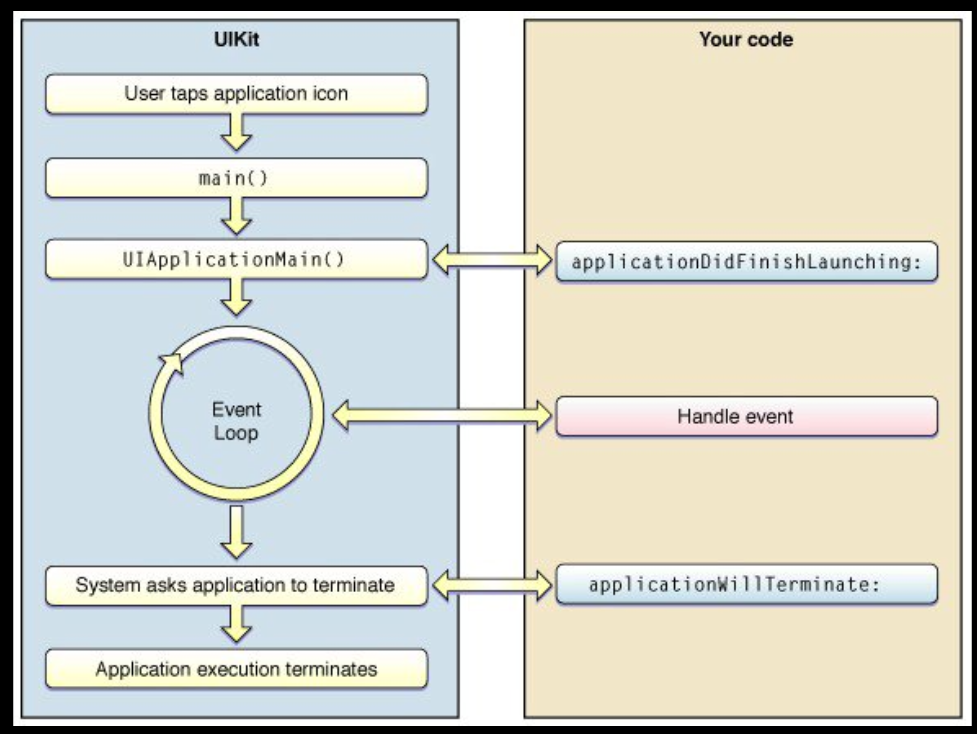 UIKit
Your code
User taps application icon
main()
UIApplicationMain()
applicationDidFinishLaunching:
Event
Loop
Handle event
System asks application to terminate
applicationWillTerminate:
Application execution terminates